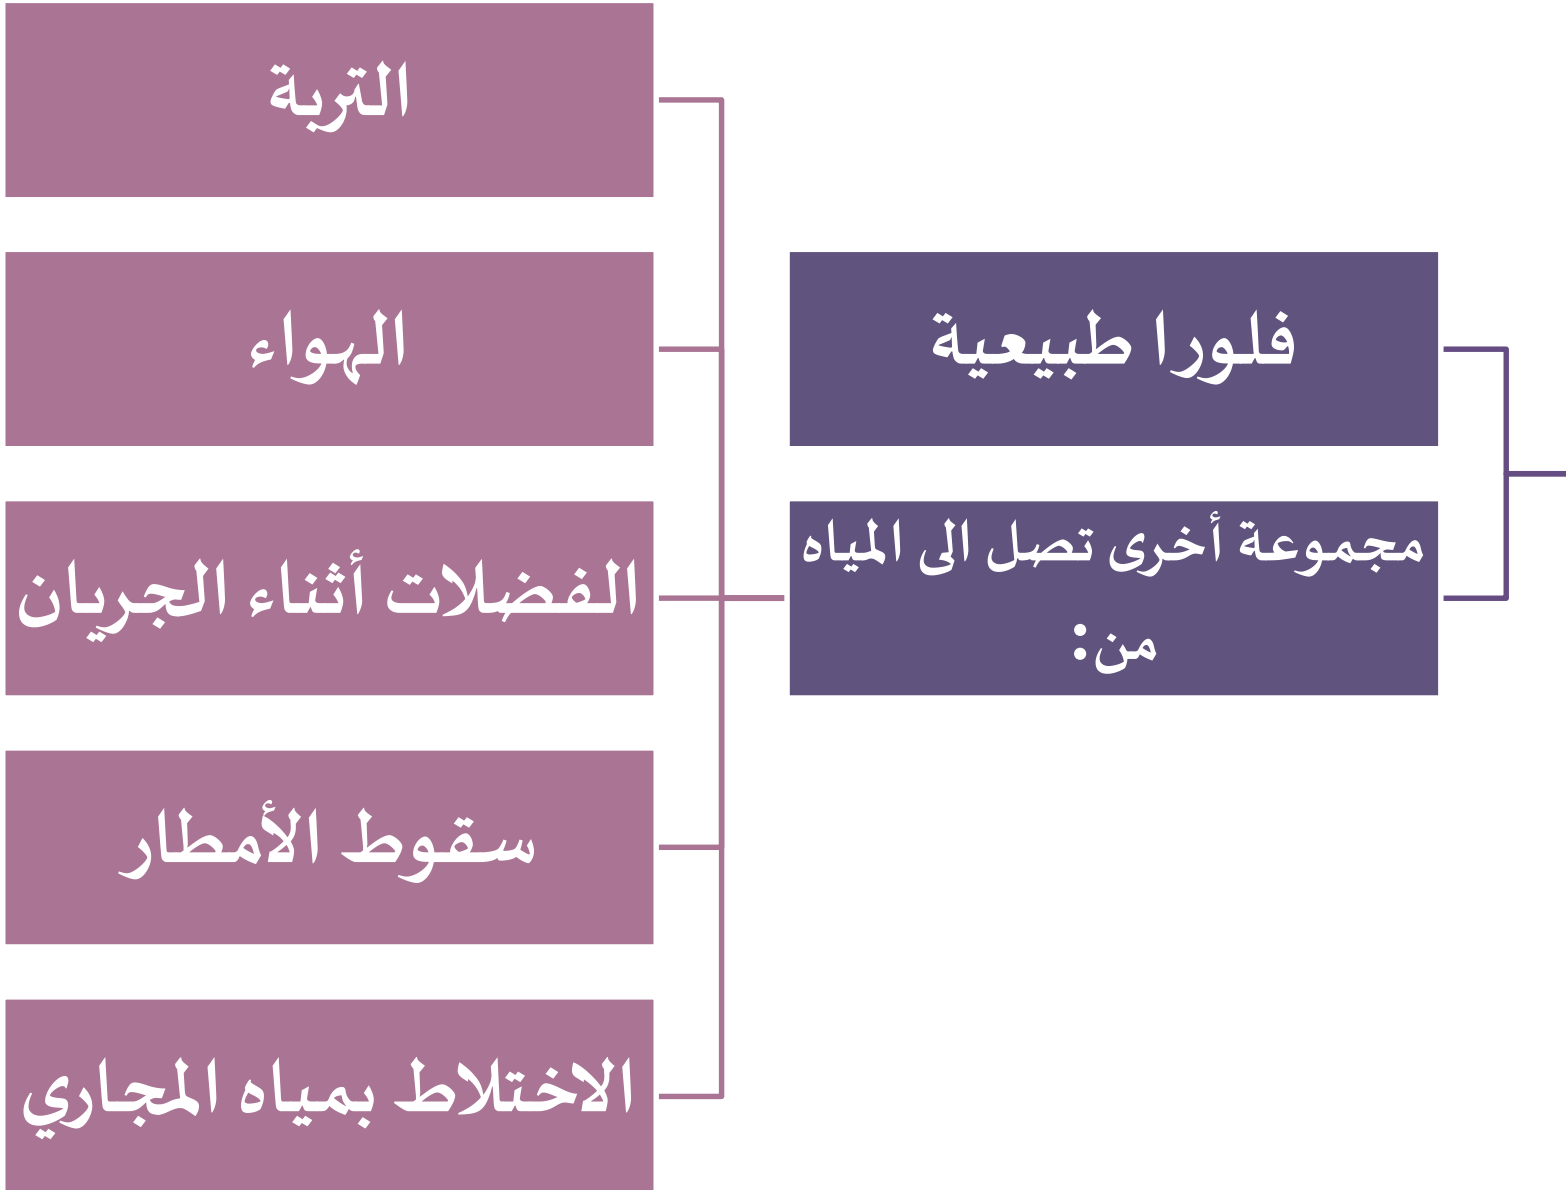 فلورا طبيعية
مجموعة أخرى تصل الى المياه
من:
التربة
الهواء
الفضلات أثناء الجريان
سقوط الأمطار
الاختلاط بمياه المجاري